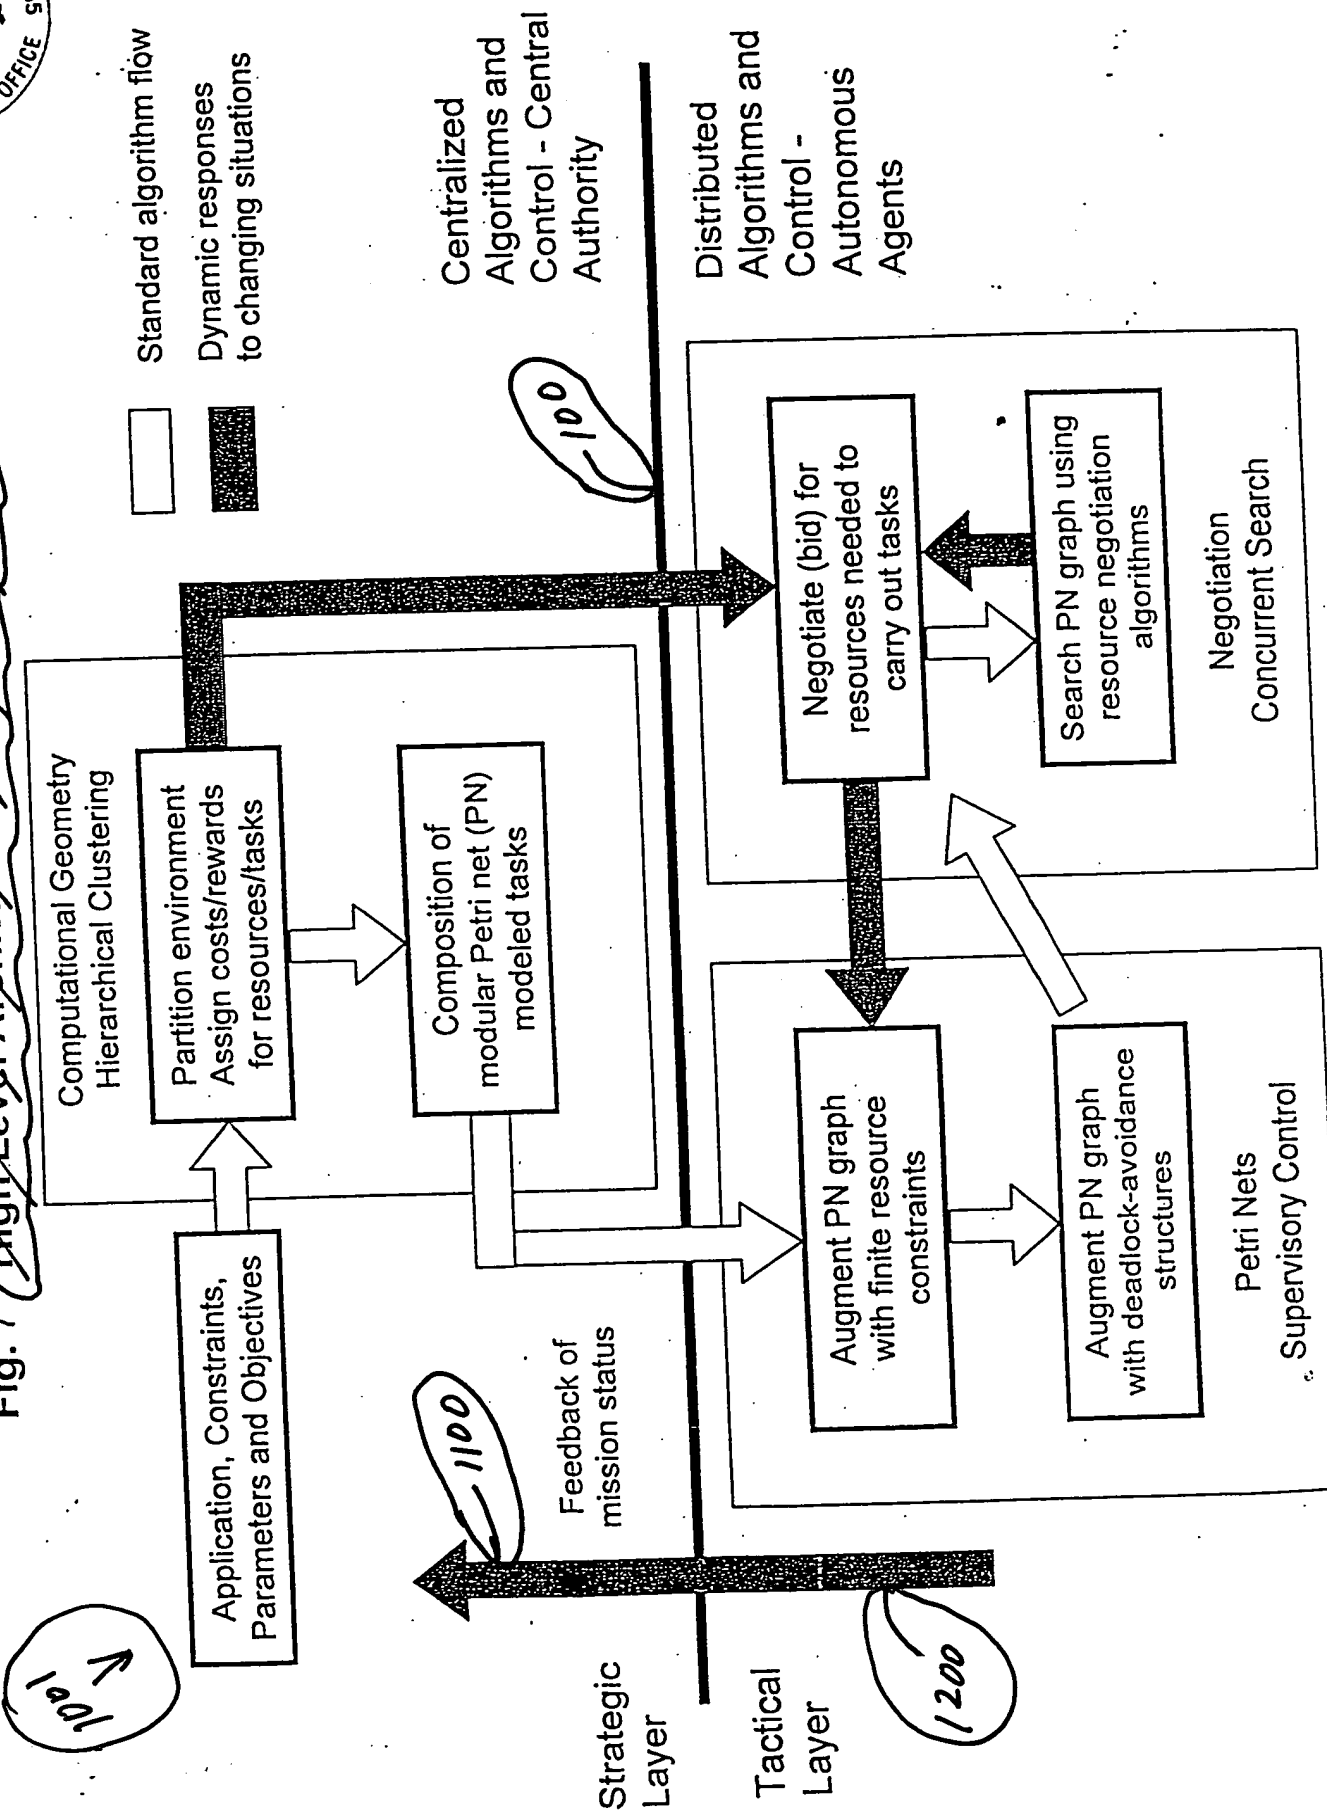 OFFICE
Fig. 7
Standard algorithm flow
Dynamic responses
to changing situations
1001
Application, Constraints,
Parameters and Objectives
Computational Geometry
Hierarchical Clustering
Partition environment
Assign costs/rewards
for resources/tasks
Composition of
modular Petri net (PN)
modeled tasks
Centralized
Algorithms and
Control - Central
Authority
1100
Feedback of
mission status
100
Strategic
Layer
Tactical
Layer
1200
Distributed
Algorithms and
Control -
Autonomous
Agents
Augment PN graph
with finite resource
constraints
Augment PN graph
with deadlock-avoidance
structures
Petri Nets
Supervisory Control
Negotiate (bid) for
resources needed to
carry out tasks
Search PN graph using
resource negotiation
algorithms
Negotiation
Concurrent Search